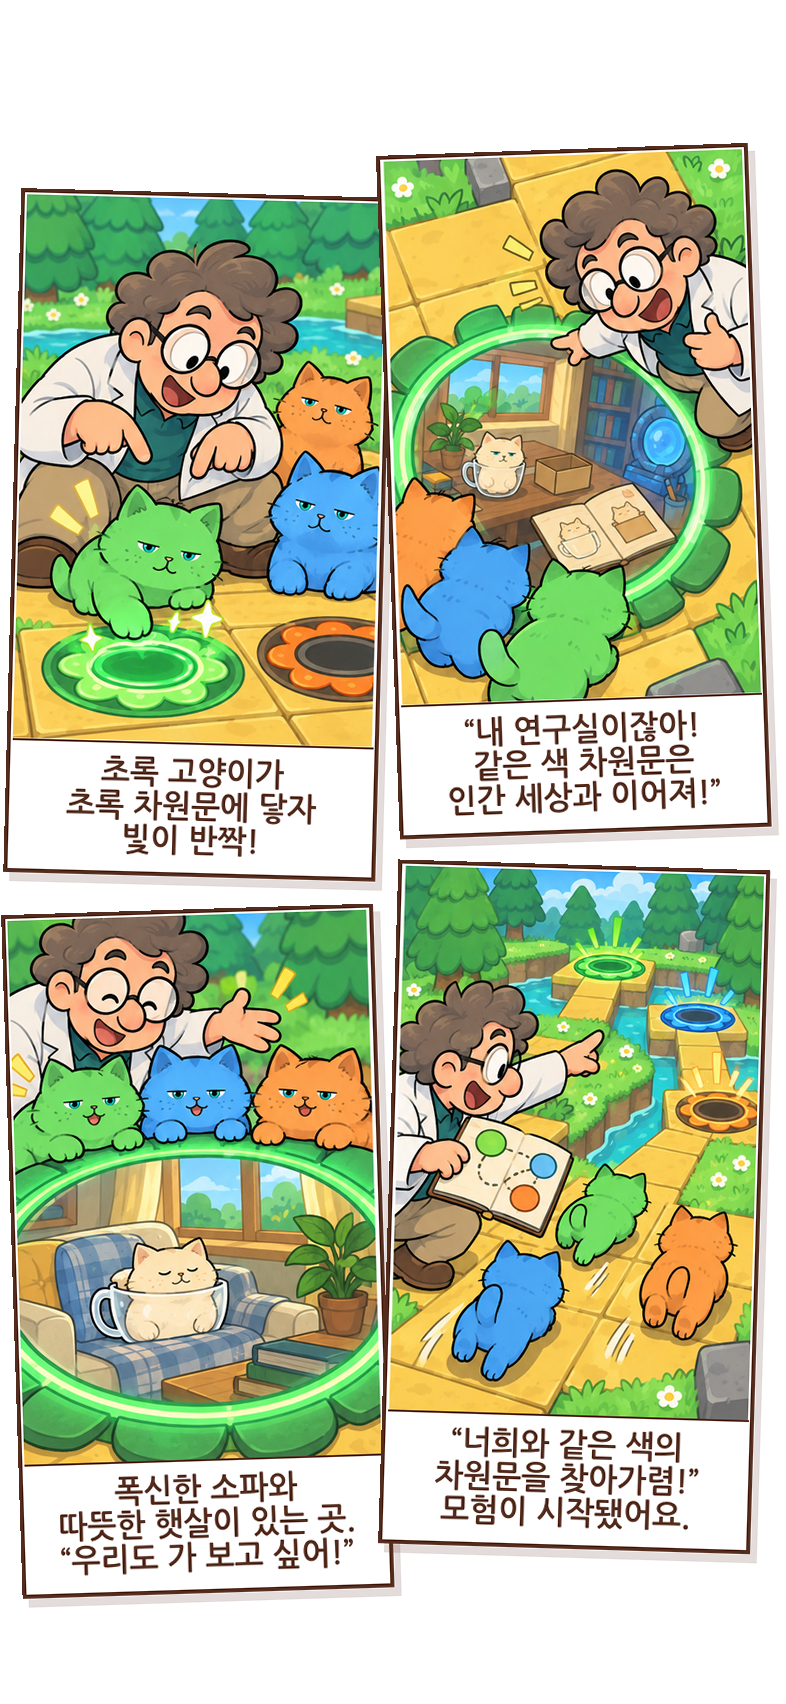 초록 고양이가
초록 차원문에 닿자
빛이 반짝!
“내 연구실이잖아!
같은 색 차원문은
인간 세상과 이어져!”
폭신한 소파와
따뜻한 햇살이 있는 곳.
“우리도 가 보고 싶어!”
“너희와 같은 색의
차원문을 찾아가렴!”
모험이 시작됐어요.